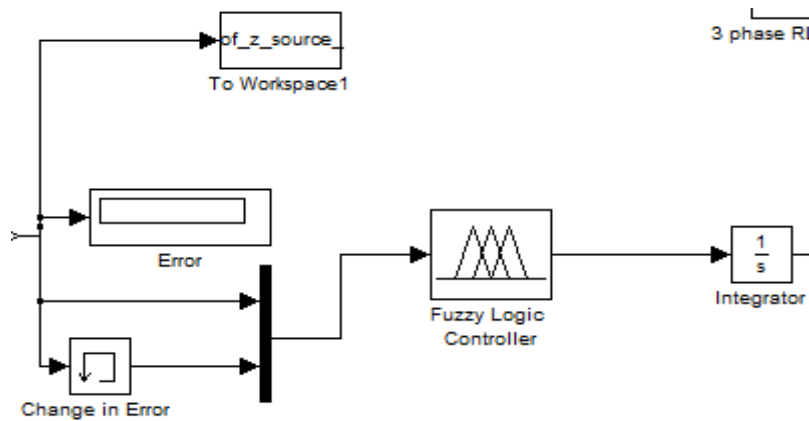 of_z_source_
To Workspace1
3 phase RL
Error
Change in Error
Fuzzy Logic
Controller
1
s
Integrator